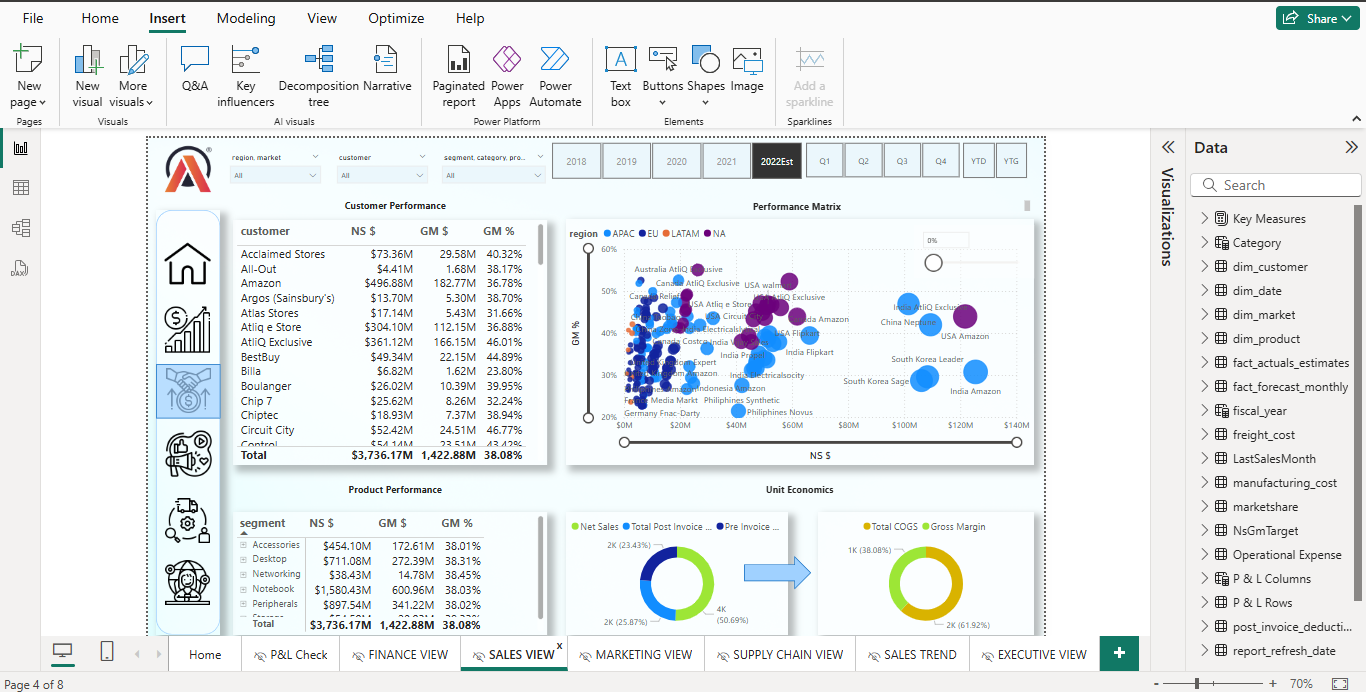 File Home Insert Modeling View Optimize Help Share
New page New visual More visuals Q&A Key influencers Decomposition tree Narrative Paginated report Power Apps Power Automate Text box Buttons Shapes Image Add a sparkline
Pages Visuals AI visuals Power Platform Elements Sparklines
region, market customer segment, category, pro... 2018 2019 2020 2021 2022Est Q1 Q2 Q3 Q4 YTD YTG
All All All
Customer Performance
customer NS $ GM $ GM %
Acclaimed Stores $73.36M 29.58M 40.32%
All-Out $4.41M 1.68M 38.17%
Amazon $496.88M 182.77M 36.78%
Argos (Sainsbury's) $13.70M 5.30M 38.70%
Atlas Stores $17.14M 5.43M 31.66%
Atliq e Store $304.10M 112.15M 36.88%
AtliQ Exclusive $361.12M 166.15M 46.01%
BestBuy $49.34M 22.15M 44.89%
Billa $6.82M 1.62M 23.80%
Boulanger $26.02M 10.39M 39.95%
Chip 7 $25.62M 8.26M 32.24%
Chiptec $18.93M 7.37M 38.94%
Circuit City $52.42M 24.51M 46.77%
Control $54.14M 23.51M 43.42%
Total $3,736.17M 1,422.88M 38.08%
Performance Matrix
region APAC EU LATAM NA
0%
60%
50%
40%
30%
20%
GM %
Australia AtliQ Exclusive
Canada AtliQ Exclusive
USA Atliq e Store
USA Circuit City
Canada Amazon
USA Flipkart
India Flipkart
India Electricalsocity
Indonesia Amazon
Philiphines Synthetic
Philiphines Novus
Germany Fnac-Darty
India AtliQ Exclusive
China Neptune
USA Amazon
South Korea Leader
South Korea Sage
India Amazon
$0M $20M $40M $60M $80M $100M $120M $140M
NS $
Product Performance
segment NS $ GM $ GM %
Accessories $454.10M 172.61M 38.01%
Desktop $711.08M 272.39M 38.31%
Networking $38.43M 14.78M 38.45%
Notebook $1,580.43M 600.96M 38.03%
Peripherals $897.54M 341.22M 38.02%
Total $3,736.17M 1,422.88M 38.08%
Unit Economics
Net Sales Total Post Invoice ... Pre Invoice ...
2K (23.43%)
2K (25.87%)
4K
(50.69%)
Total COGS Gross Margin
1K (38.08%)
2K (61.92%)
Visualizations
Data
Search
Key Measures
Category
dim_customer
dim_date
dim_market
dim_product
fact_actuals_estimates
fact_forecast_monthly
fiscal_year
freight_cost
LastSalesMonth
manufacturing_cost
marketshare
NsGmTarget
Operational Expense
P & L Columns
P & L Rows
post_invoice_deducti...
report_refresh_date
Home P&L Check FINANCE VIEW SALES VIEW x MARKETING VIEW SUPPLY CHAIN VIEW SALES TREND EXECUTIVE VIEW +
Page 4 of 8 - + 70%